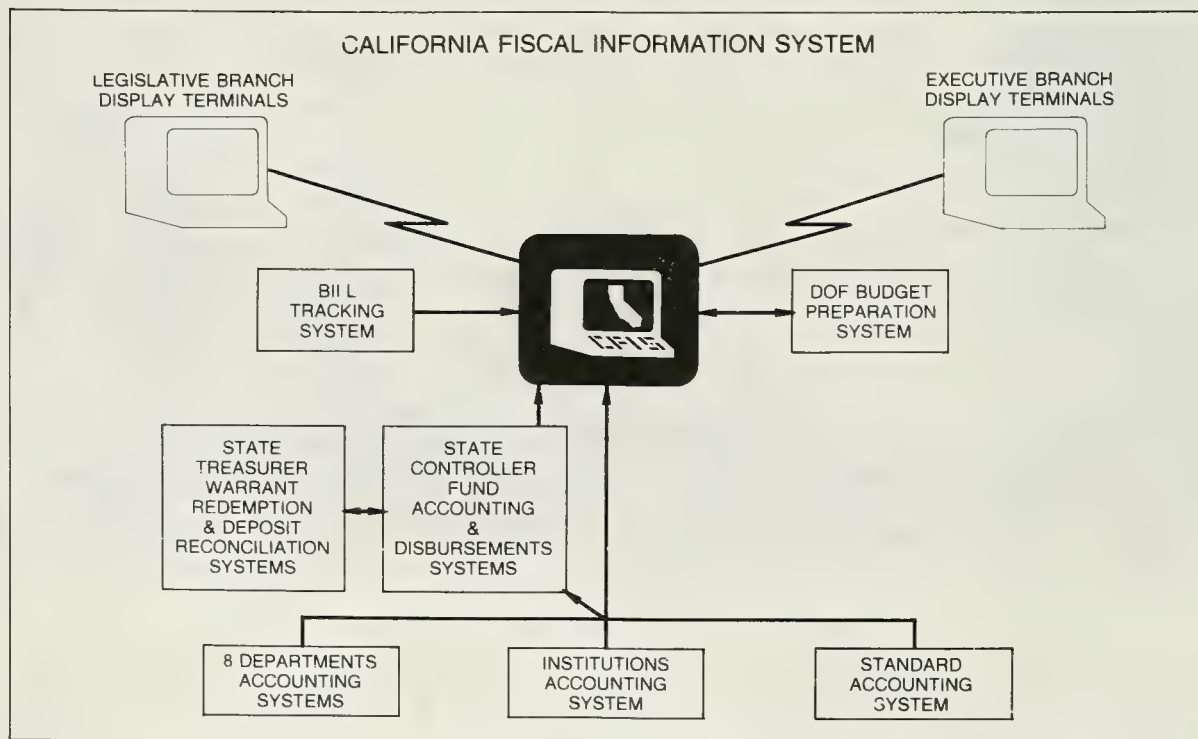 CALIFORNIA FISCAL INFORMATION SYSTEM
LEGISLATIVE BRANCH
DISPLAY TERMINALS
EXECUTIVE BRANCH
DISPLAY TERMINALS
BILL
TRACKING
SYSTEM
CFIS
DOF BUDGET
PREPARATION
SYSTEM
STATE
TREASURER
WARRANT
REDEMPTION
& DEPOSIT
RECONCILIATION
SYSTEMS
STATE
CONTROLLER
FUND
ACCOUNTING
&
DISBURSEMENTS
SYSTEMS
8 DEPARTMENTS
ACCOUNTING
SYSTEMS
INSTITUTIONS
ACCOUNTING
SYSTEM
STANDARD
ACCOUNTING
SYSTEM